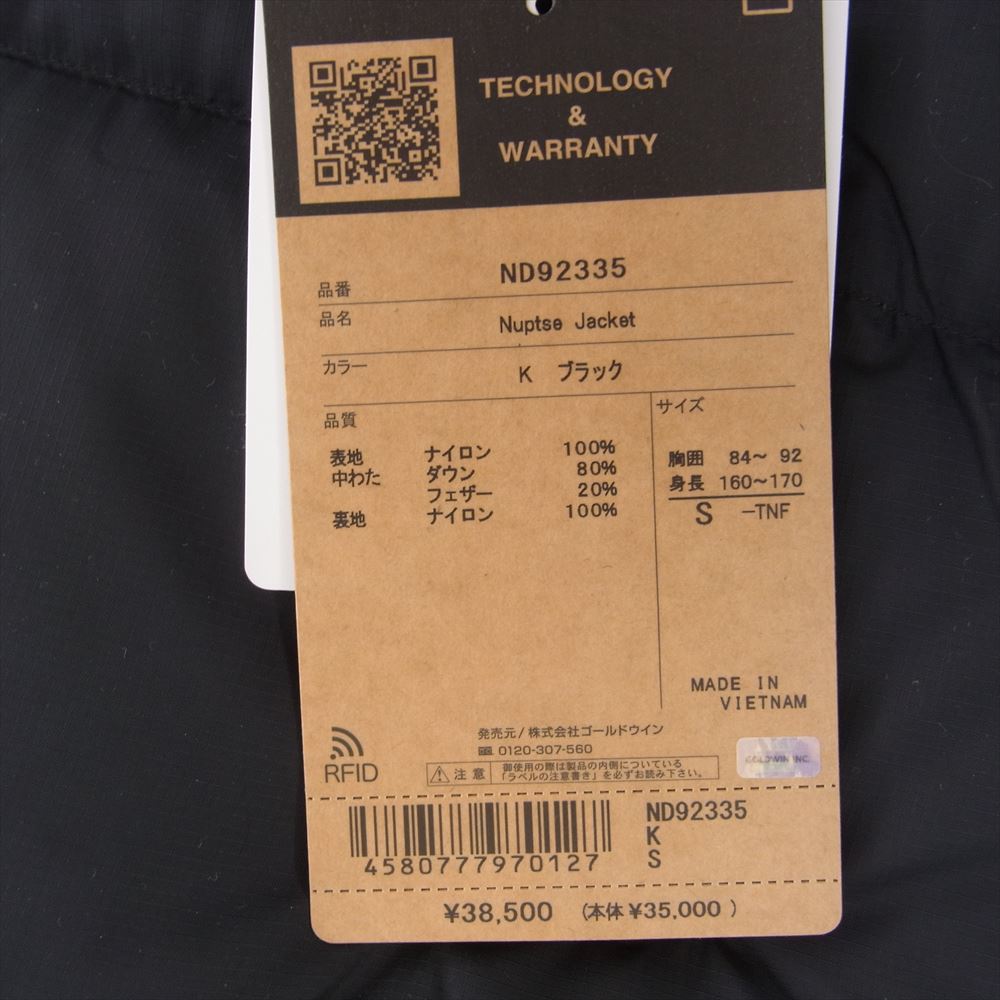 TECHNOLOGY
&
WARRANTY
品番 ND92335
品名 Nuptse Jacket
カラー K ブラック
品質
表地 ナイロン 100%
中わた ダウン 80%
フェザー 20%
裏地 ナイロン 100%
サイズ
胸囲 84〜 92
身長 160〜170
S -TNF
MADE IN
VIETNAM
RFID
発売元/株式会社ゴールドウイン
0120-307-560
注意 御使用の際は製品の内側についている
「ラベルの注意書き」を必ずお読み下さい。
GOLDWIN INC.
4580777970127
ND92335
K
S
¥38,500 (本体 ¥35,000 )